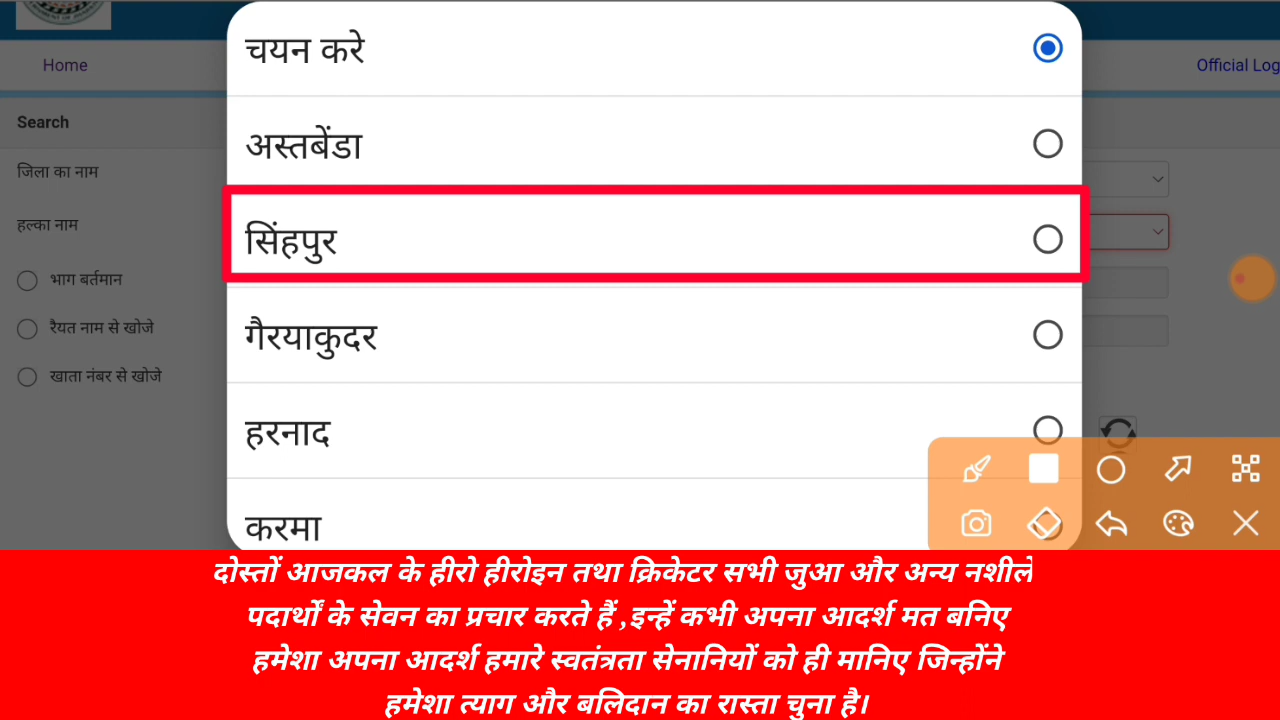 Home
Official Log
Search
जिला का नाम
हल्का नाम
भाग बर्तमान
रैयत नाम से खोजे
खाता नंबर से खोजे
चयन करे
अस्तबेंडा
सिंहपुर
गैरयाकुदर
हरनाद
करमा
दोस्तों आजकल के हीरो हीरोइन तथा क्रिकेटर सभी जुआ और अन्य नशीले
पदार्थों के सेवन का प्रचार करते हैं ,इन्हें कभी अपना आदर्श मत बनिए
हमेशा अपना आदर्श हमारे स्वतंत्रता सेनानियों को ही मानिए जिन्होंने
हमेशा त्याग और बलिदान का रास्ता चुना है।